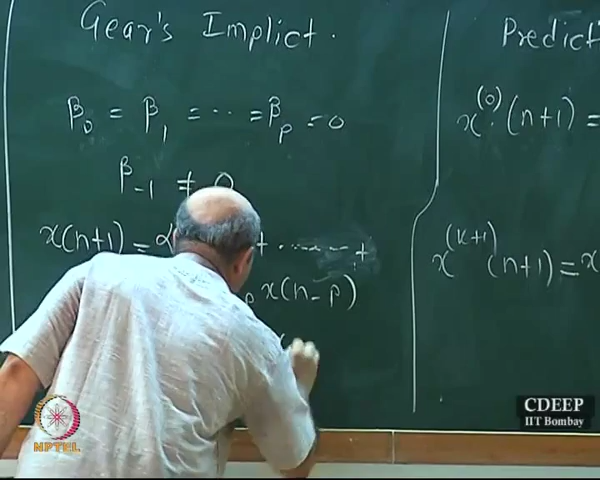 Gear's Implict.
β₀ = β₁ = ... = βₚ = 0
β₋₁ ≠ 0
x(n+1) = α + ...... +
ₚ x(n-p)
Predict
x⁽⁰⁾(n+1) =
x⁽ᴷ⁺¹⁾(n+1) = x
CDEEP
IIT Bombay
NPTEL